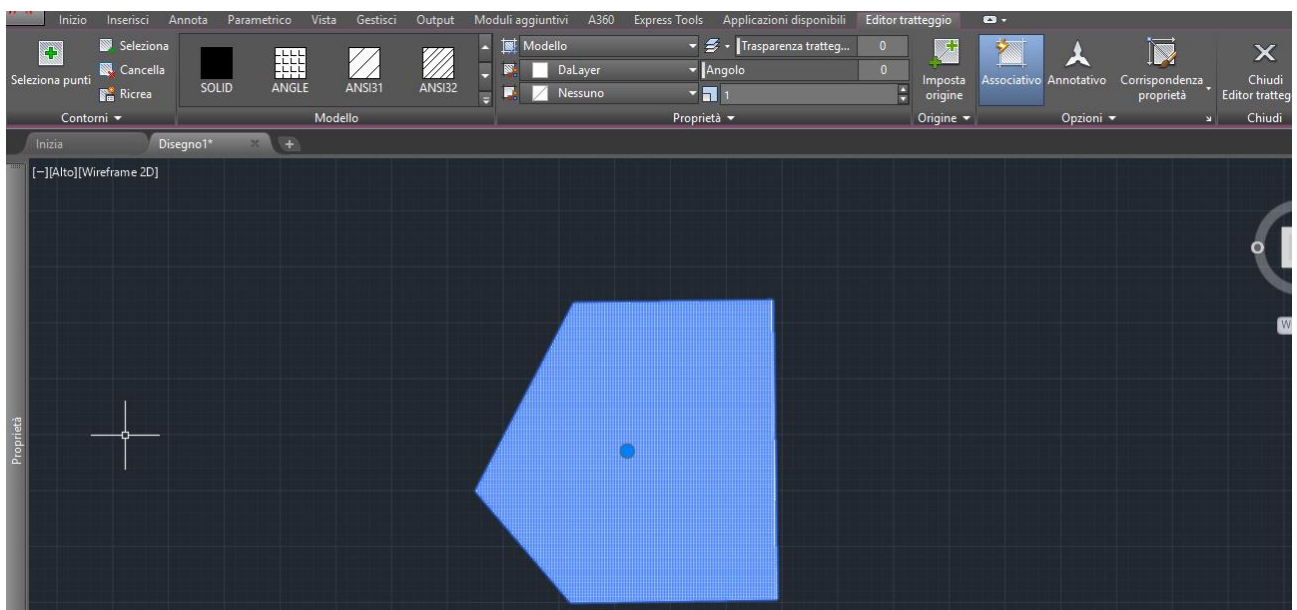 Inizio Inserisci Annota Parametrico Vista Gestisci Output Moduli aggiuntivi A360 Express Tools Applicazioni disponibili Editor tratteggio
Seleziona punti
Seleziona
Cancella
Ricrea
Contorni
SOLID ANGLE ANSI31 ANSI32
Modello
Modello
DaLayer
Nessuno
Trasparenza tratteg... 0
Angolo 0
1
Proprietà
Imposta
origine
Origine
Associativo Annotativo Corrispondenza
proprietà
Opzioni
Chiudi
Editor tratteg
Chiudi
Inizia Disegno1*
[−][Alto][Wireframe 2D]
O
W
Proprietà